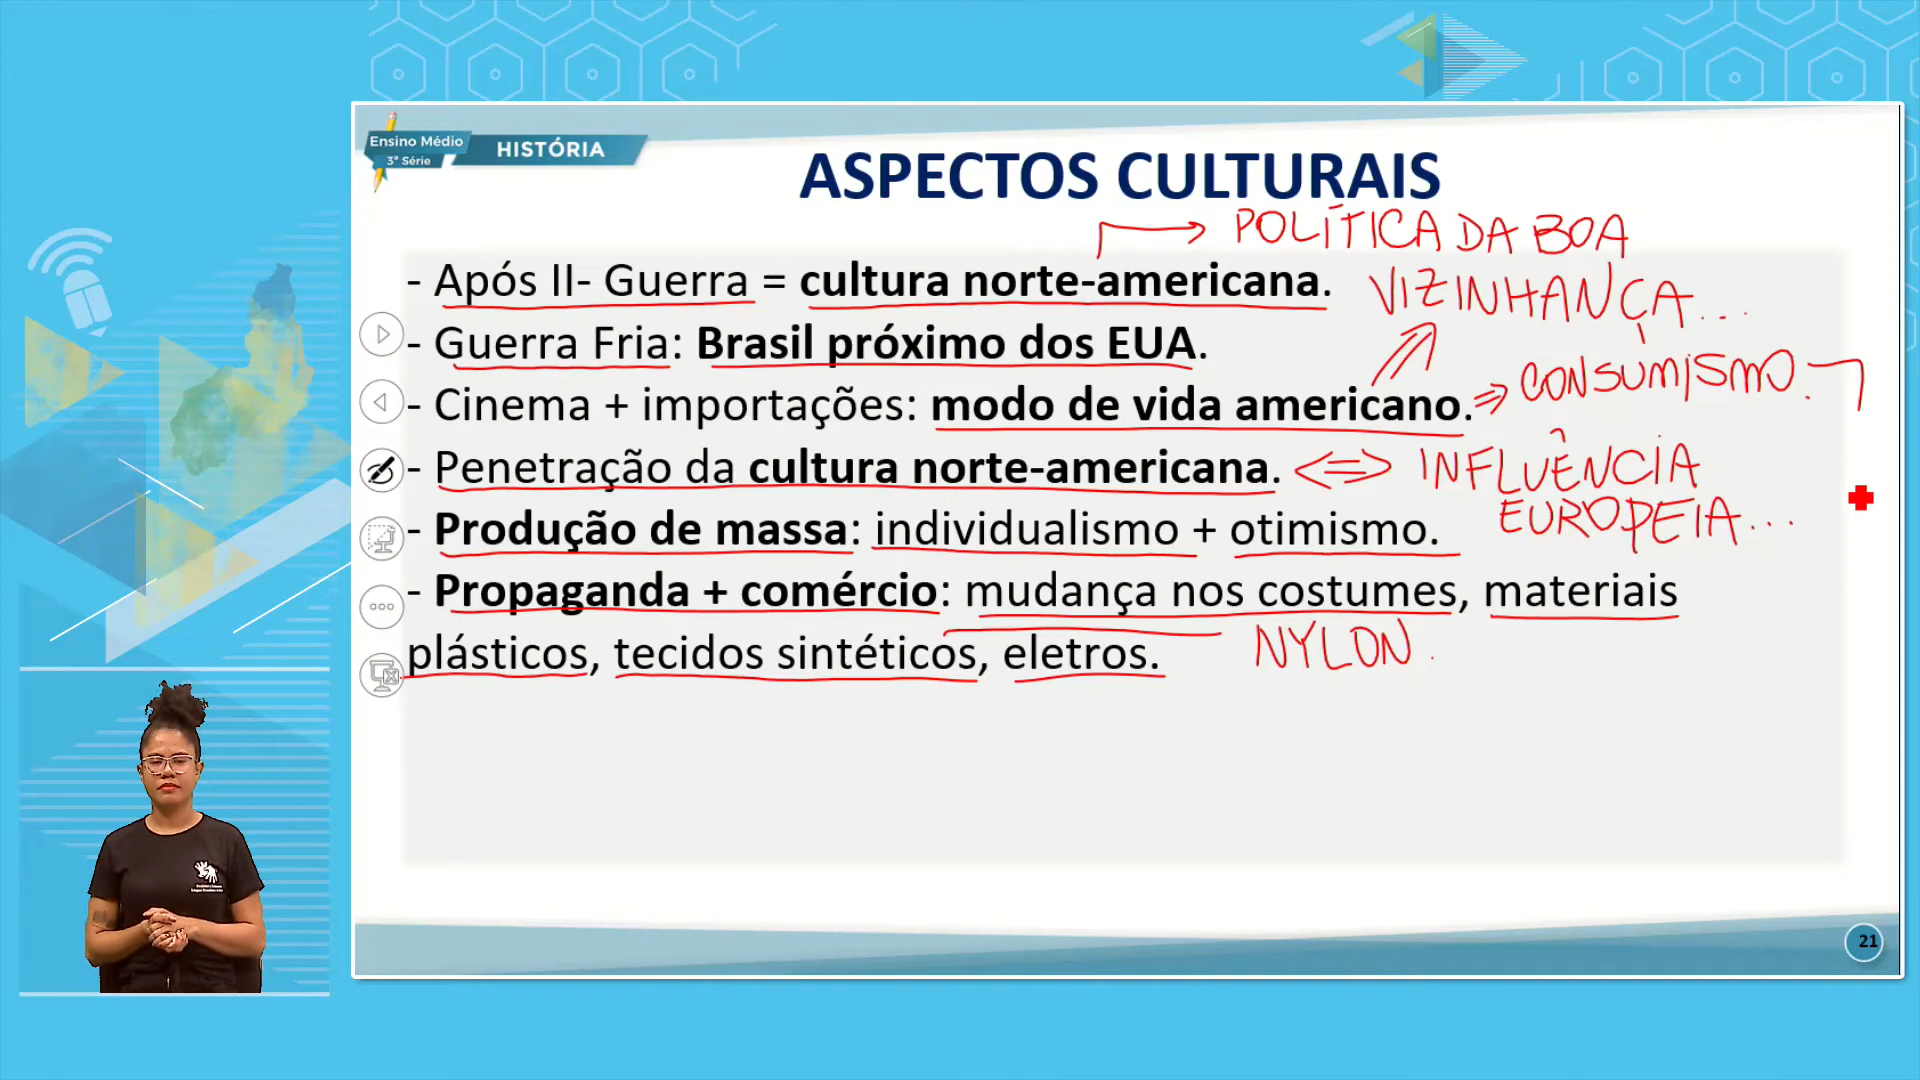 Ensino Médio
3ª Série
HISTÓRIA
ASPECTOS CULTURAIS
POLÍTICA DA BOA
VIZINHANÇA...
- Após II- Guerra = cultura norte-americana.
- Guerra Fria: Brasil próximo dos EUA.
- Cinema + importações: modo de vida americano. ⇒ CONSUMISMO.
- Penetração da cultura norte-americana. <=> INFLUÊNCIA
EUROPEIA...
- Produção de massa: individualismo + otimismo.
- Propaganda + comércio: mudança nos costumes, materiais
plásticos, tecidos sintéticos, eletros. NYLON.
21